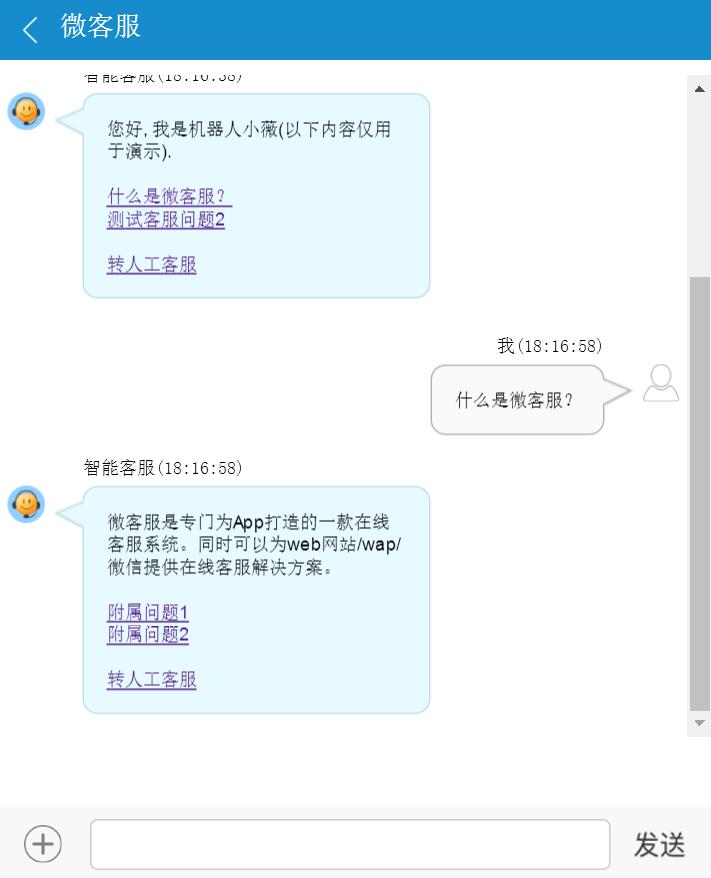 微客服
智能客服(18:16:58)
您好, 我是机器人小薇(以下内容仅用
于演示).
什么是微客服？
测试客服问题2
转人工客服
我(18:16:58)
什么是微客服?
智能客服(18:16:58)
微客服是专门为App打造的一款在线
客服系统。同时可以为web网站/wap/
微信提供在线客服解决方案。
附属问题1
附属问题2
转人工客服
发送